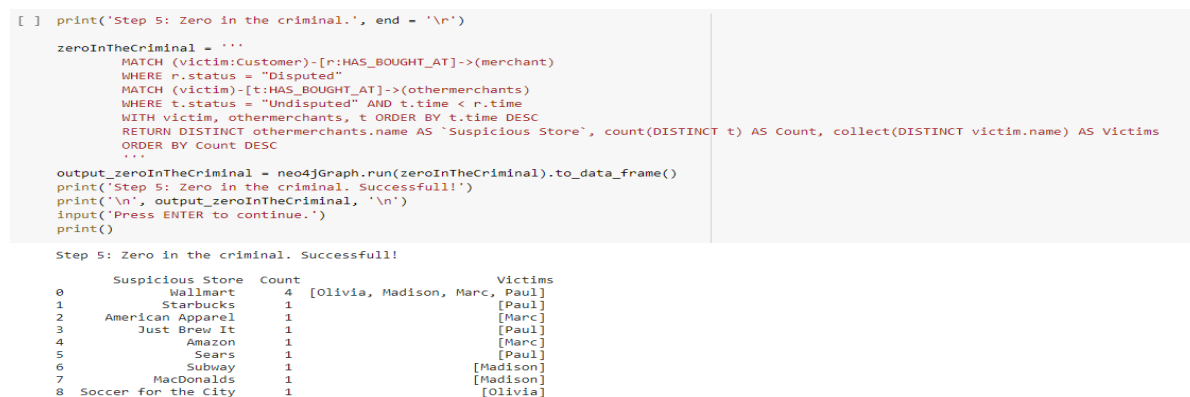 [ ] print('Step 5: Zero in the criminal.', end = '\r')
zeroInTheCriminal = '''
MATCH (victim:Customer)-[r:HAS_BOUGHT_AT]->(merchant)
WHERE r.status = "Disputed"
MATCH (victim)-[t:HAS_BOUGHT_AT]->(othermerchants)
WHERE t.status = "Undisputed" AND t.time < r.time
WITH victim, othermerchants, t ORDER BY t.time DESC
RETURN DISTINCT othermerchants.name AS `Suspicious Store`, count(DISTINCT t) AS Count, collect(DISTINCT victim.name) AS Victims
ORDER BY Count DESC
'''
output_zeroInTheCriminal = neo4jGraph.run(zeroInTheCriminal).to_data_frame()
print('Step 5: Zero in the criminal. Successfull!')
print('\n', output_zeroInTheCriminal, '\n')
input('Press ENTER to continue.')
print()
Step 5: Zero in the criminal. Successfull!
Suspicious Store Count Victims
0 Wallmart 4 [Olivia, Madison, Marc, Paul]
1 Starbucks 1 [Paul]
2 American Apparel 1 [Marc]
3 Just Brew It 1 [Paul]
4 Amazon 1 [Marc]
5 Sears 1 [Paul]
6 Subway 1 [Madison]
7 MacDonalds 1 [Madison]
8 Soccer for the City 1 [Olivia]